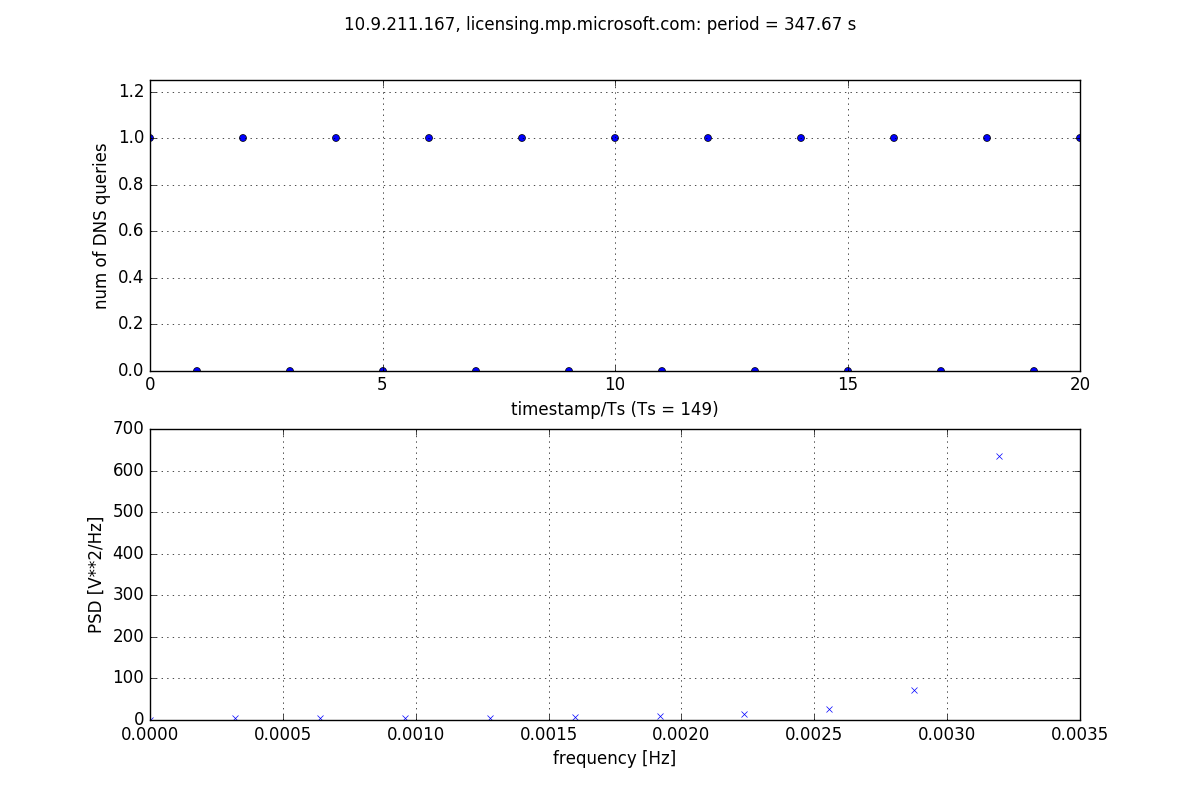 10.9.211.167, licensing.mp.microsoft.com: period = 347.67 s
1.2
1.0
0.8
0.6
0.4
0.2
0.0
num of DNS queries
0 5 10 15 20
timestamp/Ts (Ts = 149)
700
600
500
400
300
200
100
0
PSD [V**2/Hz]
0.0000 0.0005 0.0010 0.0015 0.0020 0.0025 0.0030 0.0035
frequency [Hz]